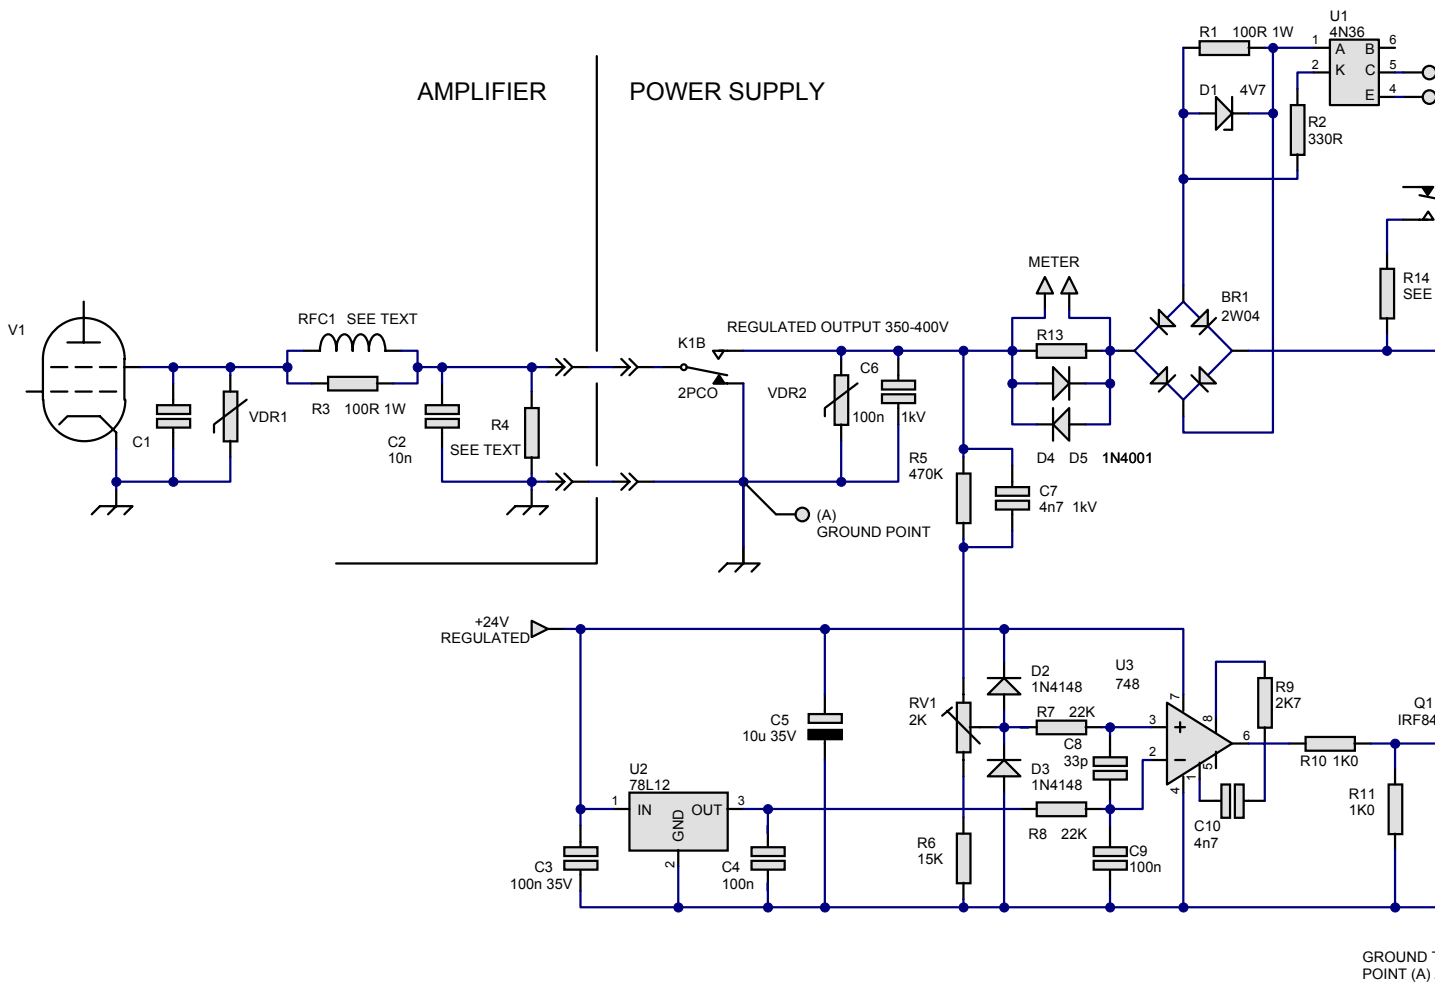 AMPLIFIER
POWER SUPPLY
U1
4N36
R1 100R 1W
1
2
A
K
B
C
E
6
5
4
D1 4V7
R2
330R
R14
SEE
METER
BR1
2W04
V1
RFC1 SEE TEXT
R3 100R 1W
C1
VDR1
C2
10n
R4
SEE TEXT
K1B
2PCO
REGULATED OUTPUT 350-400V
VDR2
C6
100n
1kV
R13
D4 D5 1N4001
R5
470K
C7
4n7 1kV
(A)
GROUND POINT
+24V
REGULATED
C5
10u 35V
U2
78L12
1
IN
OUT
3
GND
2
C3
100n 35V
C4
100n
RV1
2K
R6
15K
D2
1N4148
D3
1N4148
R7 22K
C8
33p
R8 22K
C9
100n
U3
748
7
3
2
8
6
5
1
4
+
−
R9
2K7
C10
4n7
R10 1K0
R11
1K0
Q1
IRF84
GROUND
POINT (A)